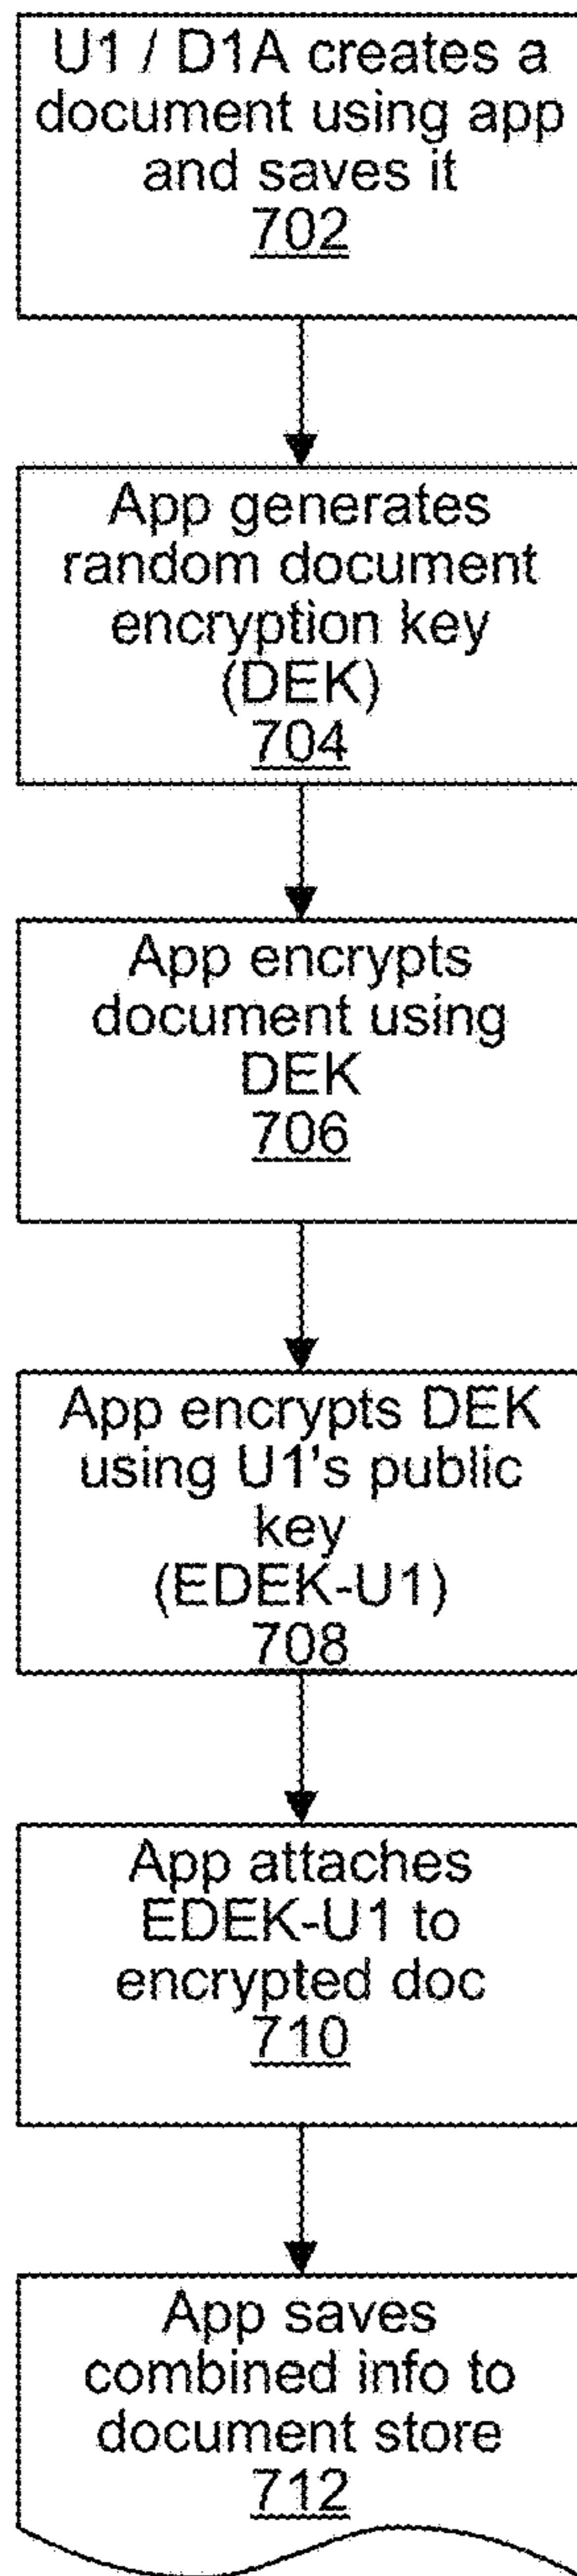 U1 / D1A creates a
document using app
and saves it
702
App generates
random document
encryption key
(DEK)
704
App encrypts
document using
DEK
706
App encrypts DEK
using U1's public
key
(EDEK-U1)
708
App attaches
EDEK-U1 to
encrypted doc
710
App saves
combined info to
document store
712